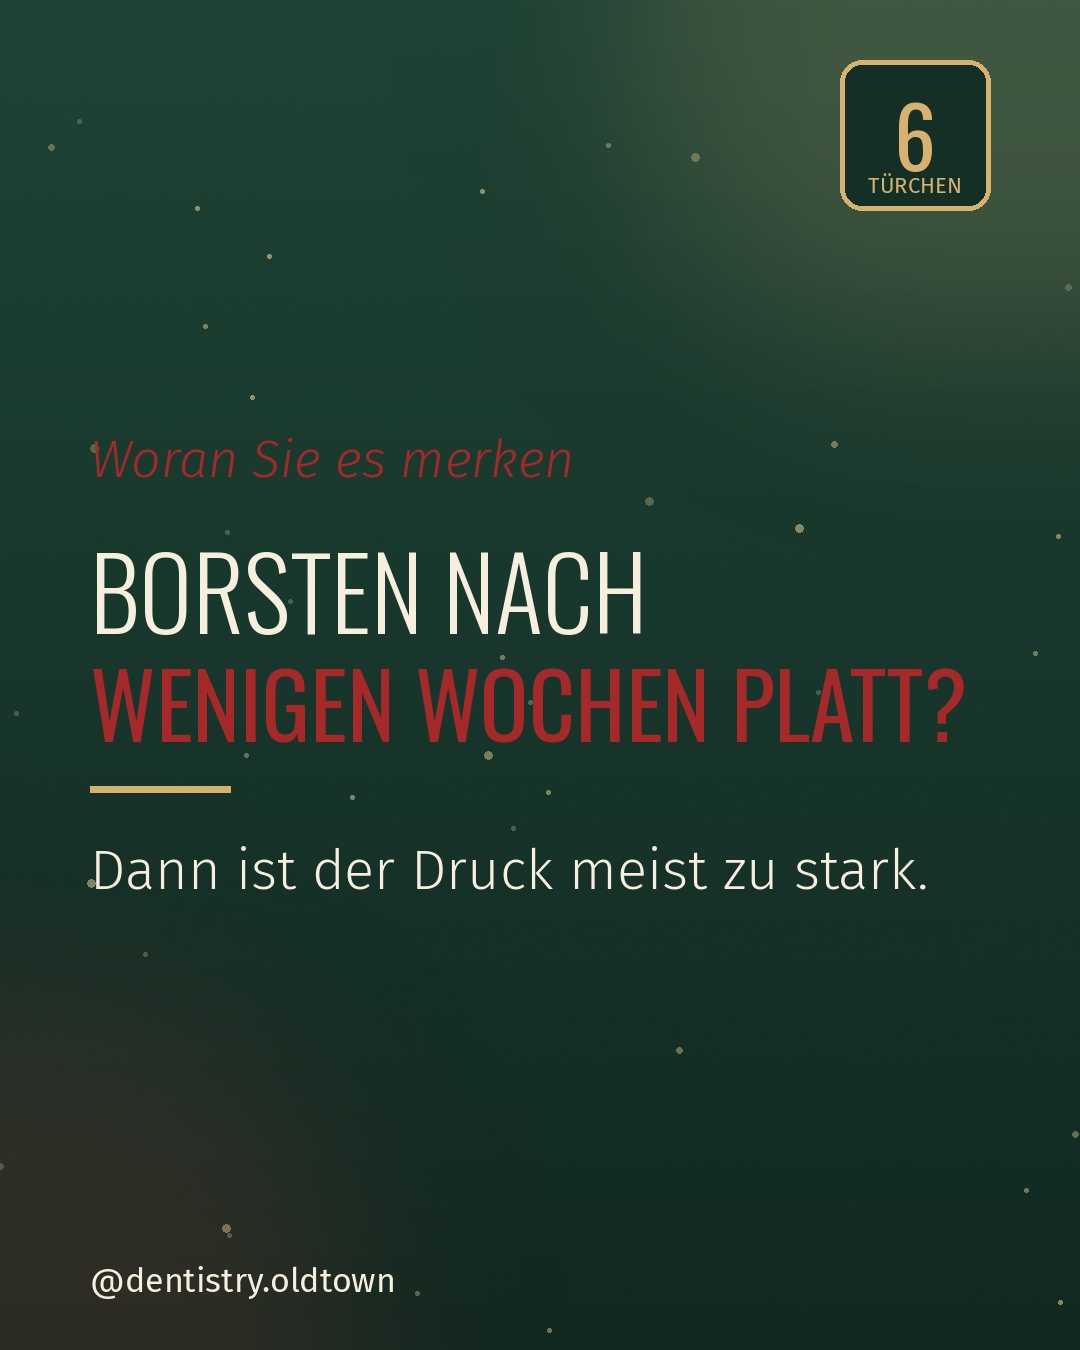 6
TÜRCHEN
Woran Sie es merken
BORSTEN NACH
WENIGEN WOCHEN PLATT?
Dann ist der Druck meist zu stark.
@dentistry.oldtown